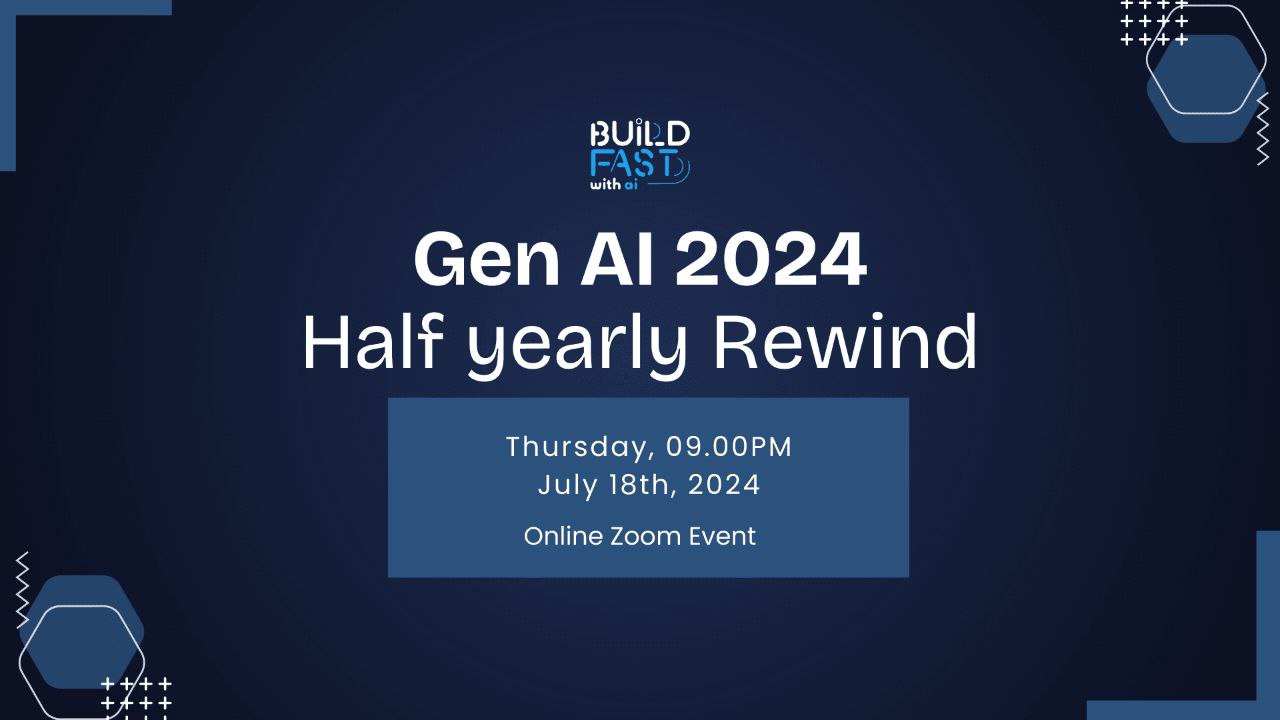 BUiLD
FAST
with ai
Gen AI 2024
Half yearly Rewind
Thursday, 09.00PM
July 18th, 2024
Online Zoom Event